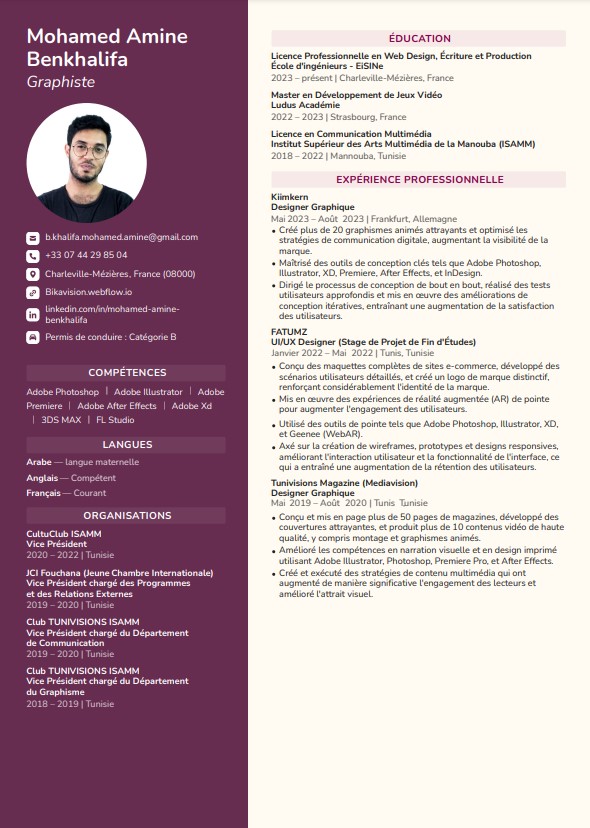 Mohamed Amine
Benkhalifa
Graphiste
b.khalifa.mohamed.amine@gmail.com
+33 07 44 29 85 04
Charleville-Mézières, France (08000)
Bikavision.webflow.io
linkedin.com/in/mohamed-amine-
benkhalifa
Permis de conduire : Catégorie B
COMPÉTENCES
Adobe Photoshop | Adobe Illustrator | Adobe
Premiere | Adobe After Effects | Adobe Xd
| 3DS MAX | FL Studio
LANGUES
Arabe — langue maternelle
Anglais — Compétent
Français — Courant
ORGANISATIONS
CultuClub ISAMM
Vice Président
2020 – 2022 | Tunisie
JCI Fouchana (Jeune Chambre Internationale)
Vice Président chargé des Programmes
et des Relations Externes
2019 – 2020 | Tunisie
Club TUNIVISIONS ISAMM
Vice Président chargé du Département
de Communication
2019 – 2020 | Tunisie
Club TUNIVISIONS ISAMM
Vice Président chargé du Département
du Graphisme
2018 – 2019 | Tunisie
ÉDUCATION
Licence Professionnelle en Web Design, Écriture et Production
École d'ingénieurs - EiSINe
2023 – présent | Charleville-Mézières, France
Master en Développement de Jeux Vidéo
Ludus Académie
2022 – 2023 | Strasbourg, France
Licence en Communication Multimédia
Institut Supérieur des Arts Multimédia de la Manouba (ISAMM)
2018 – 2022 | Mannouba, Tunisie
EXPÉRIENCE PROFESSIONNELLE
Kiimkern
Designer Graphique
Mai 2023 – Août 2023 | Frankfurt, Allemagne
• Créé plus de 20 graphismes animés attrayants et optimisé les
stratégies de communication digitale, augmentant la visibilité de la
marque.
• Maîtrisé des outils de conception clés tels que Adobe Photoshop,
Illustrator, XD, Premiere, After Effects, et InDesign.
• Dirigé le processus de conception de bout en bout, réalisé des tests
utilisateurs approfondis et mis en œuvre des améliorations de
conception itératives, entraînant une augmentation de la satisfaction
des utilisateurs.
FATUMZ
UI/UX Designer (Stage de Projet de Fin d'Études)
Janvier 2022 – Mai 2022 | Tunis, Tunisie
• Conçu des maquettes complètes de sites e-commerce, développé des
scénarios utilisateurs détaillés, et créé un logo de marque distinctif,
renforçant considérablement l'identité de la marque.
• Mis en œuvre des expériences de réalité augmentée (AR) de pointe
pour augmenter l'engagement des utilisateurs.
• Utilisé des outils de pointe tels que Adobe Photoshop, Illustrator, XD,
et Geenee (WebAR).
• Axé sur la création de wireframes, prototypes et designs responsives,
améliorant l'interaction utilisateur et la fonctionnalité de l'interface, ce
qui a entraîné une augmentation de la rétention des utilisateurs.
Tunivisions Magazine (Mediavision)
Designer Graphique
Mai 2019 – Août 2020 | Tunis Tunisie
• Conçu et mis en page plus de 50 pages de magazines, développé des
couvertures attrayantes, et produit plus de 10 contenus vidéo de haute
qualité, y compris montage et graphismes animés.
• Amélioré les compétences en narration visuelle et en design imprimé
utilisant Adobe Illustrator, Photoshop, Premiere Pro, et After Effects.
• Créé et exécuté des stratégies de contenu multimédia qui ont
augmenté de manière significative l'engagement des lecteurs et
amélioré l'attrait visuel.